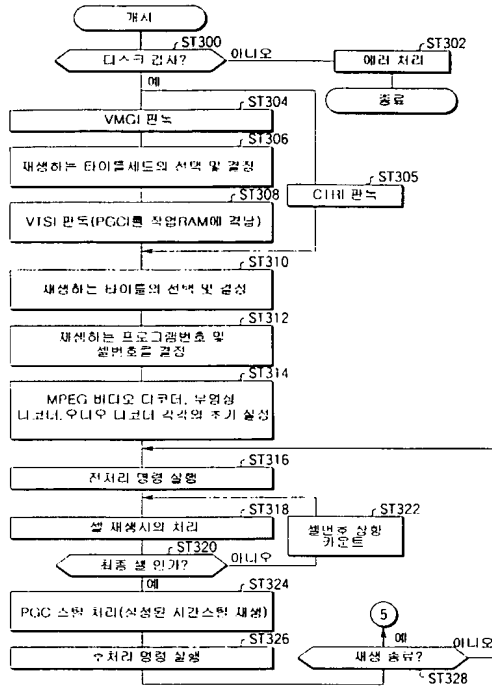 개시
ST300
디스크 검사?
아니오
ST302
에러 처리
종료
예
ST304
VMGI 판독
ST306
재생하는 타이틀세트의 선택 및 결정
ST305
CTRI 판독
ST308
VTSI 판독(PGCI를 작업RAM에 격납)
ST310
재생하는 타이틀의 선택 및 결정
ST312
재생하는 프로그램번호 및
셀번호를 결정
ST314
MPEG 비디오 디코더, 부영상
디코더, 오디오 디코더 각각의 초기 설정
ST316
전처리 명령 실행
ST318
셀 재생시의 처리
ST322
셀번호 상향
카운트
ST320
최종 셀 인가?
아니오
예
ST324
PGC 스틸 처리(설정된 시간스틸 재생)
ST326
후처리 명령 실행
5
예
재생 종료?
아니오
ST328